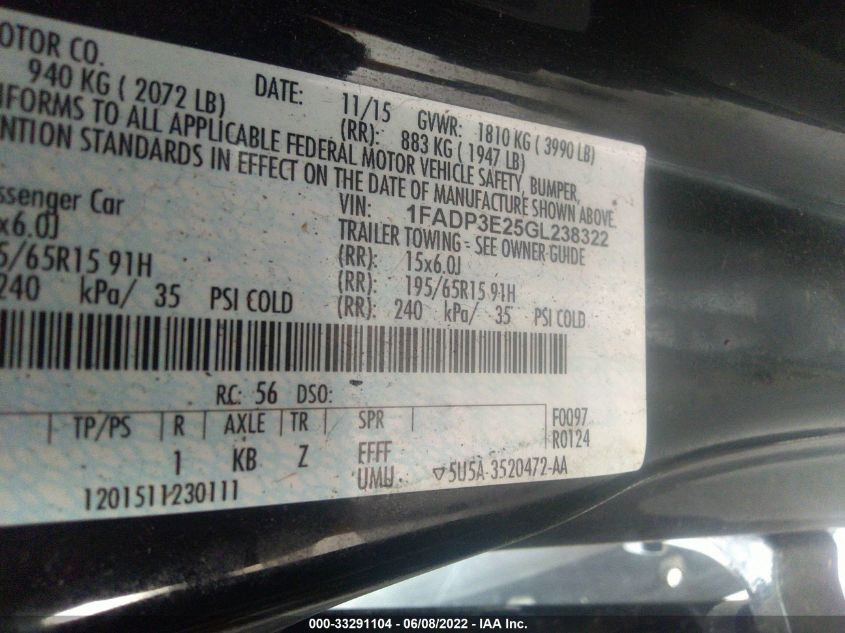 OTOR CO.
DATE: 11/15 GVWR: 1810 KG ( 3990 LB)
940 KG ( 2072 LB) (RR): 883 KG ( 1947 LB)
NFORMS TO ALL APPLICABLE FEDERAL MOTOR VEHICLE SAFETY, BUMPER,
ENTION STANDARDS IN EFFECT ON THE DATE OF MANUFACTURE SHOWN ABOVE.
VIN: 1FADP3E25GL238322
ssenger Car TRAILER TOWING - SEE OWNER GUIDE
x6.0J (RR): 15x6.0J
5/65R15 91H (RR): 195/65R15 91H
240 kPa/ 35 PSI COLD (RR): 240 kPa/ 35 PSI COLD
RC: 56 DSO:
TP/PS R AXLE TR SPR F0097
R0124
1 KB Z EFFF
UMU 5U5A-3520472-AA
1201511230111
000-33291104 - 06/08/2022 - IAA Inc.